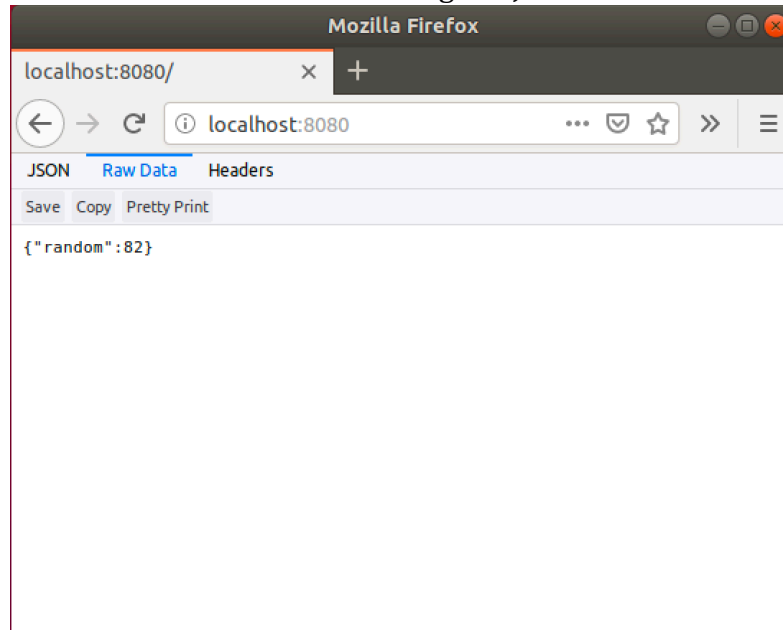 Mozilla Firefox
localhost:8080/
localhost:8080
JSON Raw Data Headers
Save Copy Pretty Print
{"random":82}